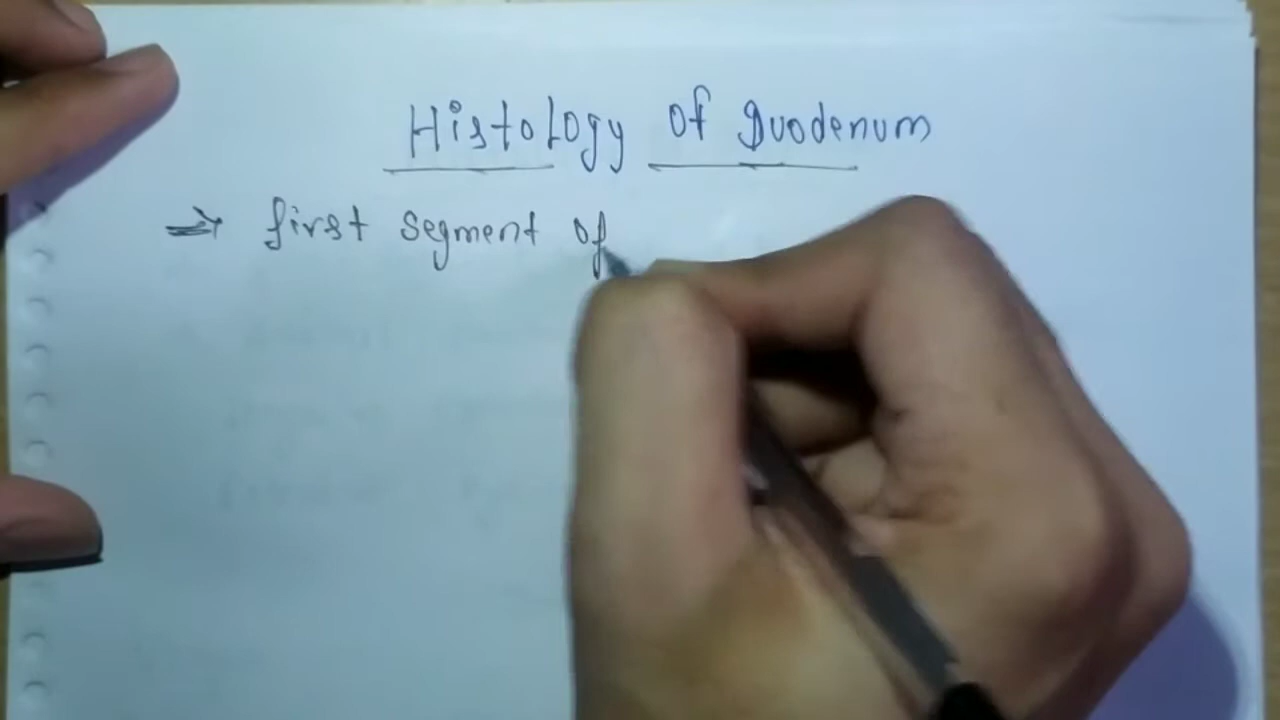 Histology of Duodenum
→ first segment of